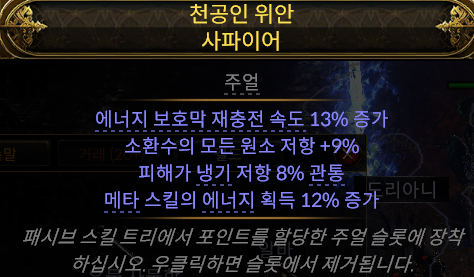 천공인 위안
사파이어
주얼
에너지 보호막 재충전 속도 13% 증가
소환수의 모든 원소 저항 +9%
피해가 냉기 저항 8% 관통
메타 스킬의 에너지 획득 12% 증가
도리아니
패시브 스킬 트리에서 포인트를 할당한 주얼 슬롯에 장착
하십시오. 우클릭하면 슬롯에서 제거됩니다.